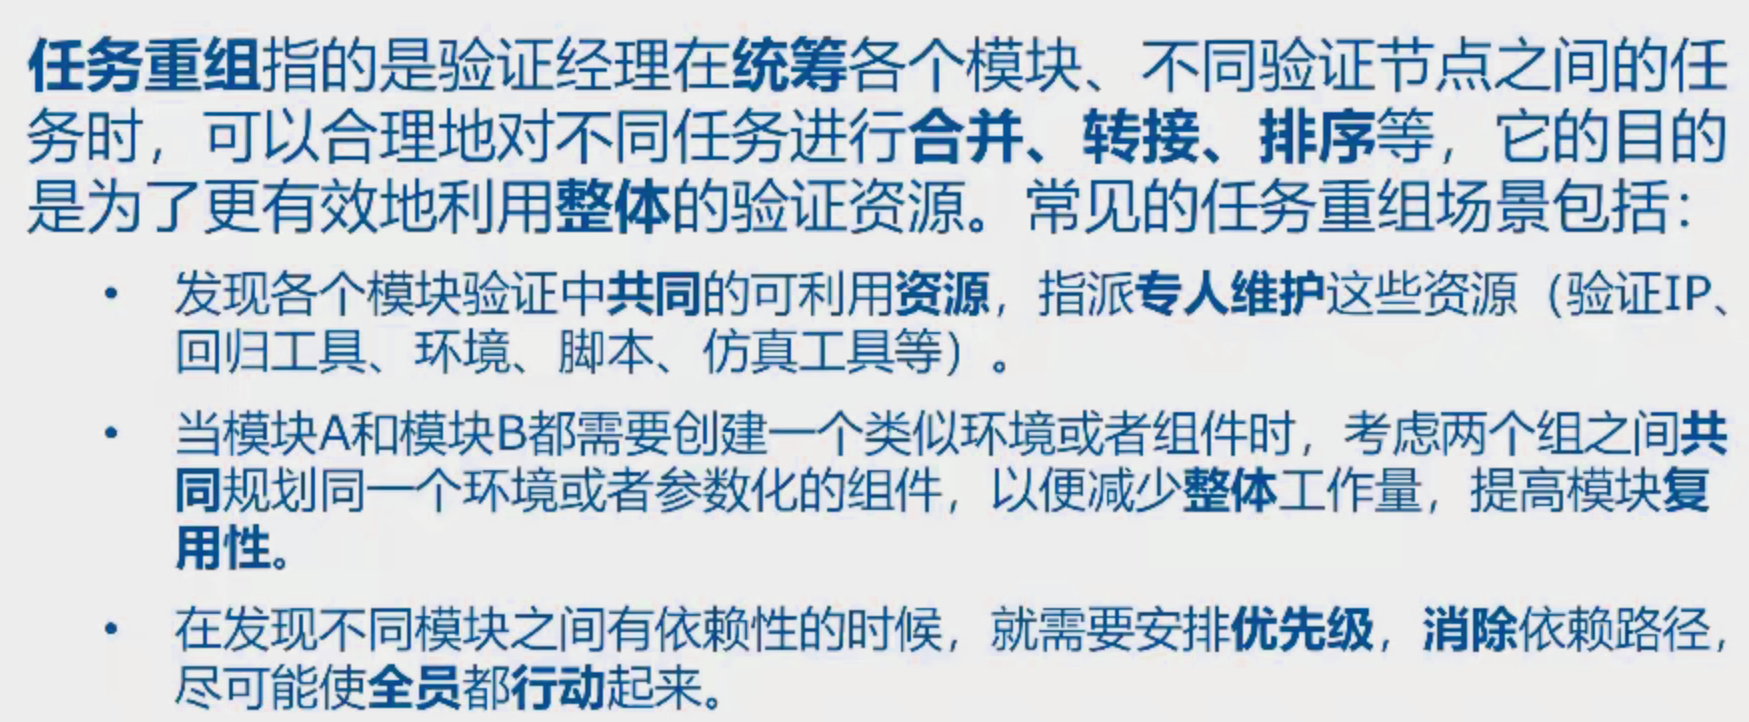 任务重组指的是验证经理在统筹各个模块、不同验证节点之间的任
务时，可以合理地对不同任务进行合并、转接、排序等，它的目的
是为了更有效地利用整体的验证资源。常见的任务重组场景包括：
• 发现各个模块验证中共同的可利用资源，指派专人维护这些资源（验证IP、
回归工具、环境、脚本、仿真工具等）。
• 当模块A和模块B都需要创建一个类似环境或者组件时，考虑两个组之间共
同规划同一个环境或者参数化的组件，以便减少整体工作量，提高模块复
用性。
• 在发现不同模块之间有依赖性的时候，就需要安排优先级，消除依赖路径，
尽可能使全员都行动起来。